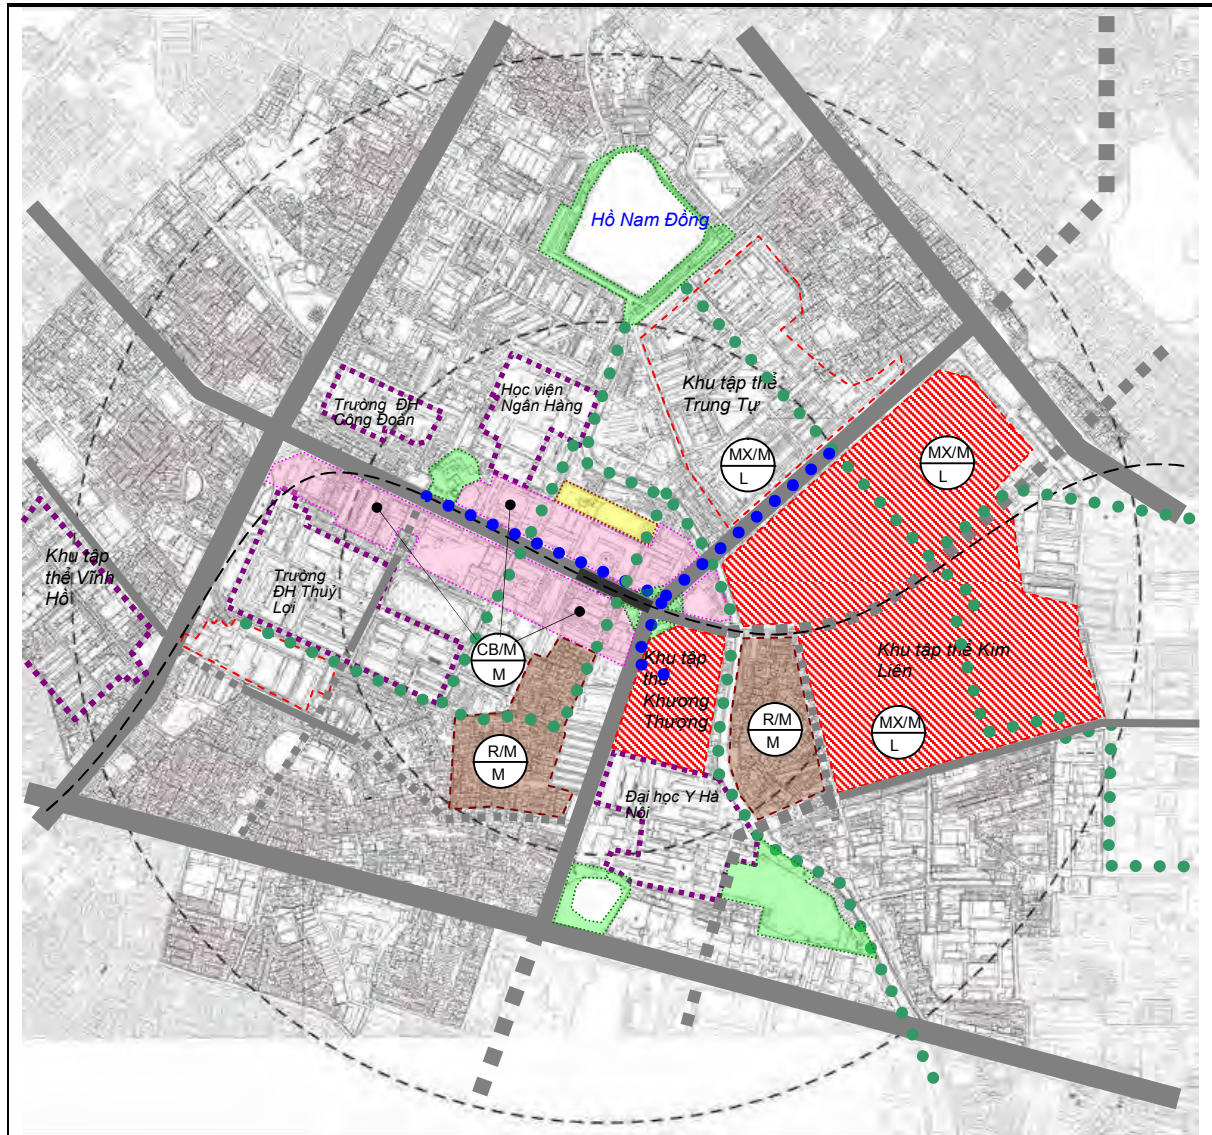 Hồ Nam Đồng
Khu tập thể
Trung Tự
Học viện
Ngân Hàng
Trường ĐH
Công Đoàn
MX/M
L
MX/M
L
Khu tập
thể Vĩnh
Hồ
Trường
ĐH Thuỷ
Lợi
CB/M
M
Khu tập
thể
Khương
Thượng
Khu tập thể Kim
Liên
R/M
M
MX/M
L
R/M
M
Đại học Y Hà
Nội